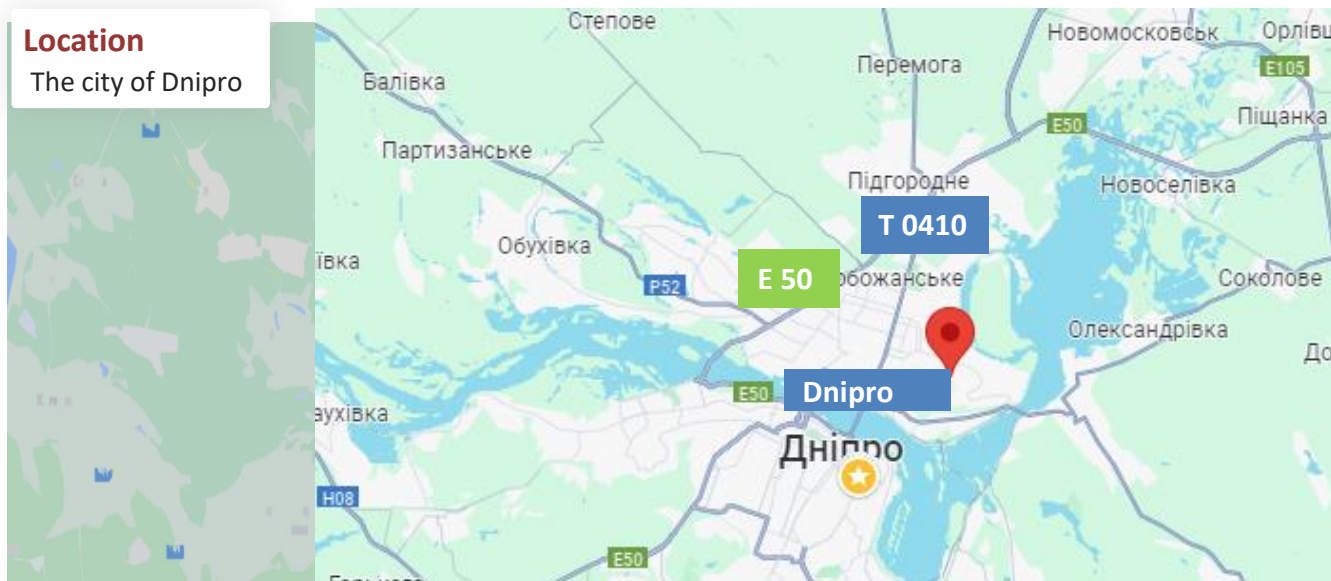 Location
The city of Dnipro
Степове
Новомосковськ
Орлівщ
Перемога
E105
Балівка
Піщанка
E50
Партизанське
Підгородне
Новоселівка
T 0410
Обухівка
ївка
E 50
обожанське
Соколове
P52
Олександрівка
До
E50
Dnipro
аухівка
Дніпро
H08
E50